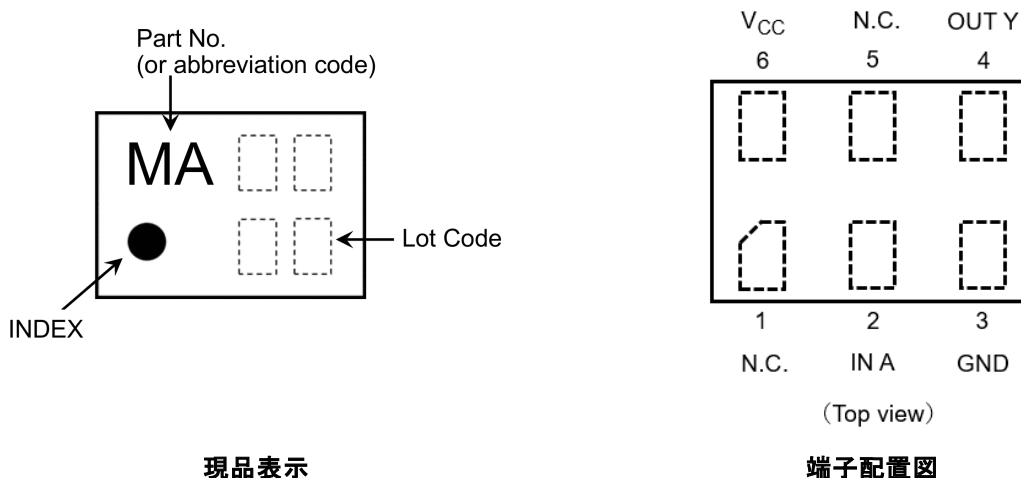 Part No.
(or abbreviation code)
MA
Lot Code
INDEX
現品表示
VCC N.C. OUT Y
6 5 4
1 2 3
N.C. IN A GND
（Top view）
端子配置図